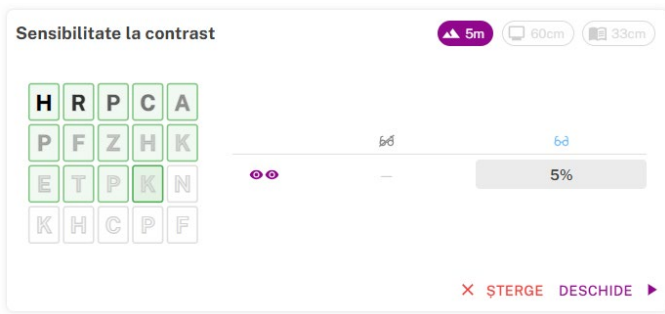 Sensibilitate la contrast
5m 60cm 33cm
H R P C A
P F Z H K
E T P K N
K H C P F
— 5%
ȘTERGE DESCHIDE